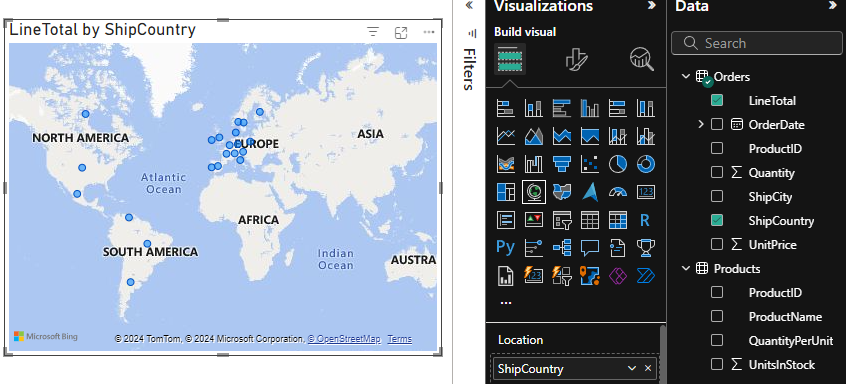 LineTotal by ShipCountry
NORTH AMERICA
EUROPE
ASIA
Atlantic
Ocean
AFRICA
SOUTH AMERICA
Indian
Ocean
AUSTRA
Microsoft Bing
© 2024 TomTom, © 2024 Microsoft Corporation, © OpenStreetMap Terms
Filters
Visualizations
Build visual
123
R
Py
123
...
Location
ShipCountry
Data
Search
Orders
LineTotal
OrderDate
ProductID
Quantity
ShipCity
ShipCountry
UnitPrice
Products
ProductID
ProductName
QuantityPerUnit
UnitsInStock